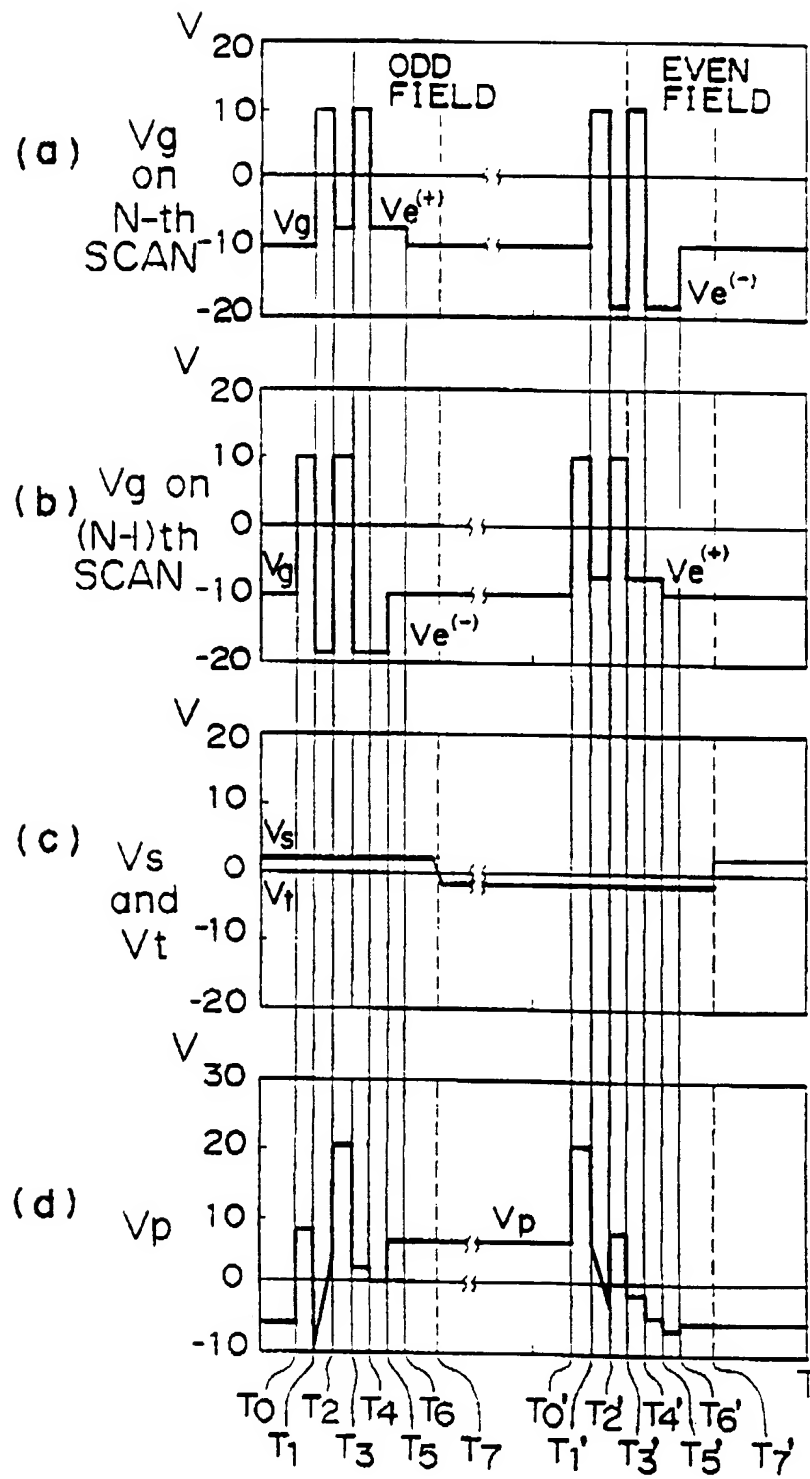 V
20
ODD
FIELD
EVEN
FIELD
10
(a) Vg
on
N-th
SCAN
0
Vg
Ve(+)
-10
Ve(-)
-20
V
20
10
(b) Vg on
(N-1)th
SCAN
0
Vg
Ve(+)
-10
Ve(-)
-20
V
20
10
(c) Vs
and
Vt
Vs
0
Vt
-10
-20
V
30
20
(d) Vp
10
Vp
0
-10
T
T0 T2 T4 T6 T0' T2' T4' T6'
T1 T3 T5 T7 T1' T3' T5' T7'